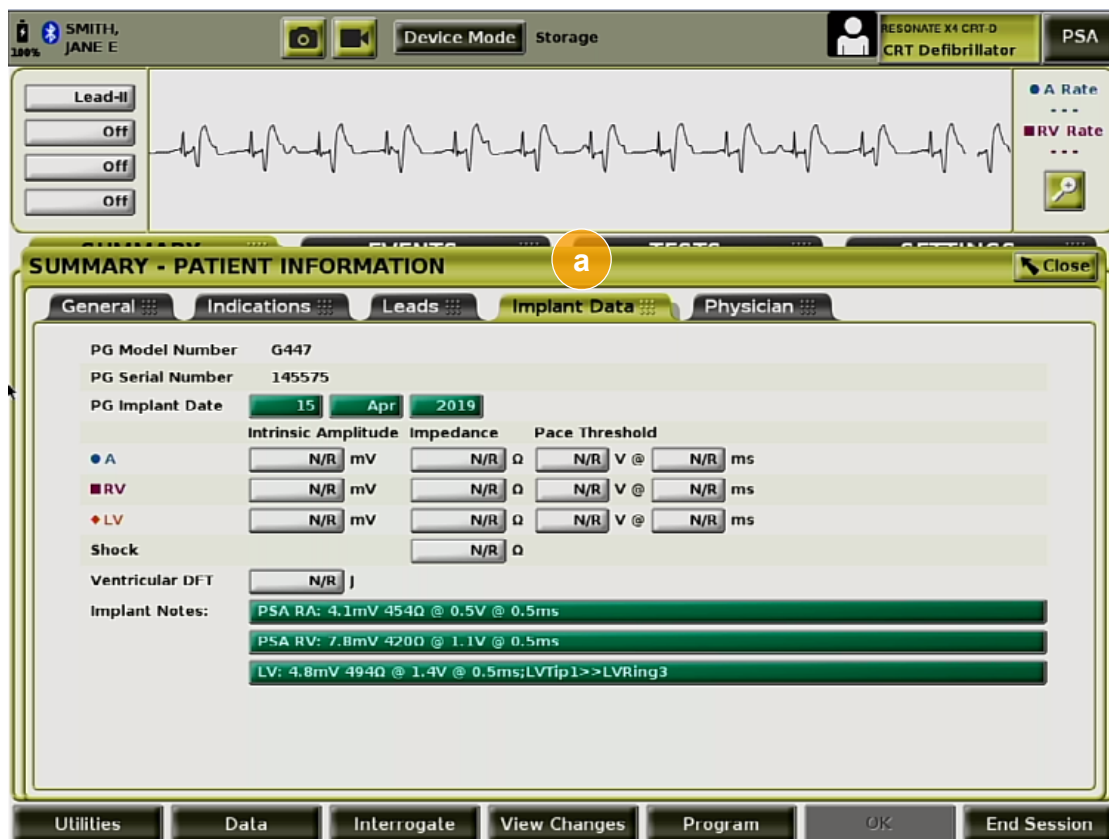 100%
SMITH,
JANE E
Device Mode Storage
RESONATE X4 CRT-D
CRT Defibrillator
PSA
Lead-II
Off
Off
Off
A Rate
---
RV Rate
---
SUMMARY EVENTS TESTS SETTINGS
SUMMARY - PATIENT INFORMATION
a
Close
General Indications Leads Implant Data Physician
PG Model Number G447
PG Serial Number 145575
PG Implant Date 15 Apr 2019
Intrinsic Amplitude Impedance Pace Threshold
A N/R mV N/R Ω N/R V @ N/R ms
RV N/R mV N/R Ω N/R V @ N/R ms
LV N/R mV N/R Ω N/R V @ N/R ms
Shock N/R Ω
Ventricular DFT N/R J
Implant Notes: PSA RA: 4.1mV 454Ω @ 0.5V @ 0.5ms
PSA RV: 7.8mV 420Ω @ 1.1V @ 0.5ms
LV: 4.8mV 494Ω @ 1.4V @ 0.5ms;LVTip1>>LVRing3
Utilities Data Interrogate View Changes Program OK End Session